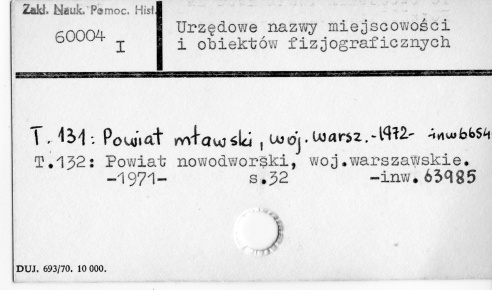 Zakł. Nauk. Pomoc. Hist.
60004 I
Urzędowe nazwy miejscowości
i obiektów fizjograficznych
T. 131: Powiat mławski, woj. warsz. -1972- inw 6654
T.132: Powiat nowodworski, woj.warszawskie.
-1971- s.32 -inw. 63985
DUJ. 693/70. 10 000.